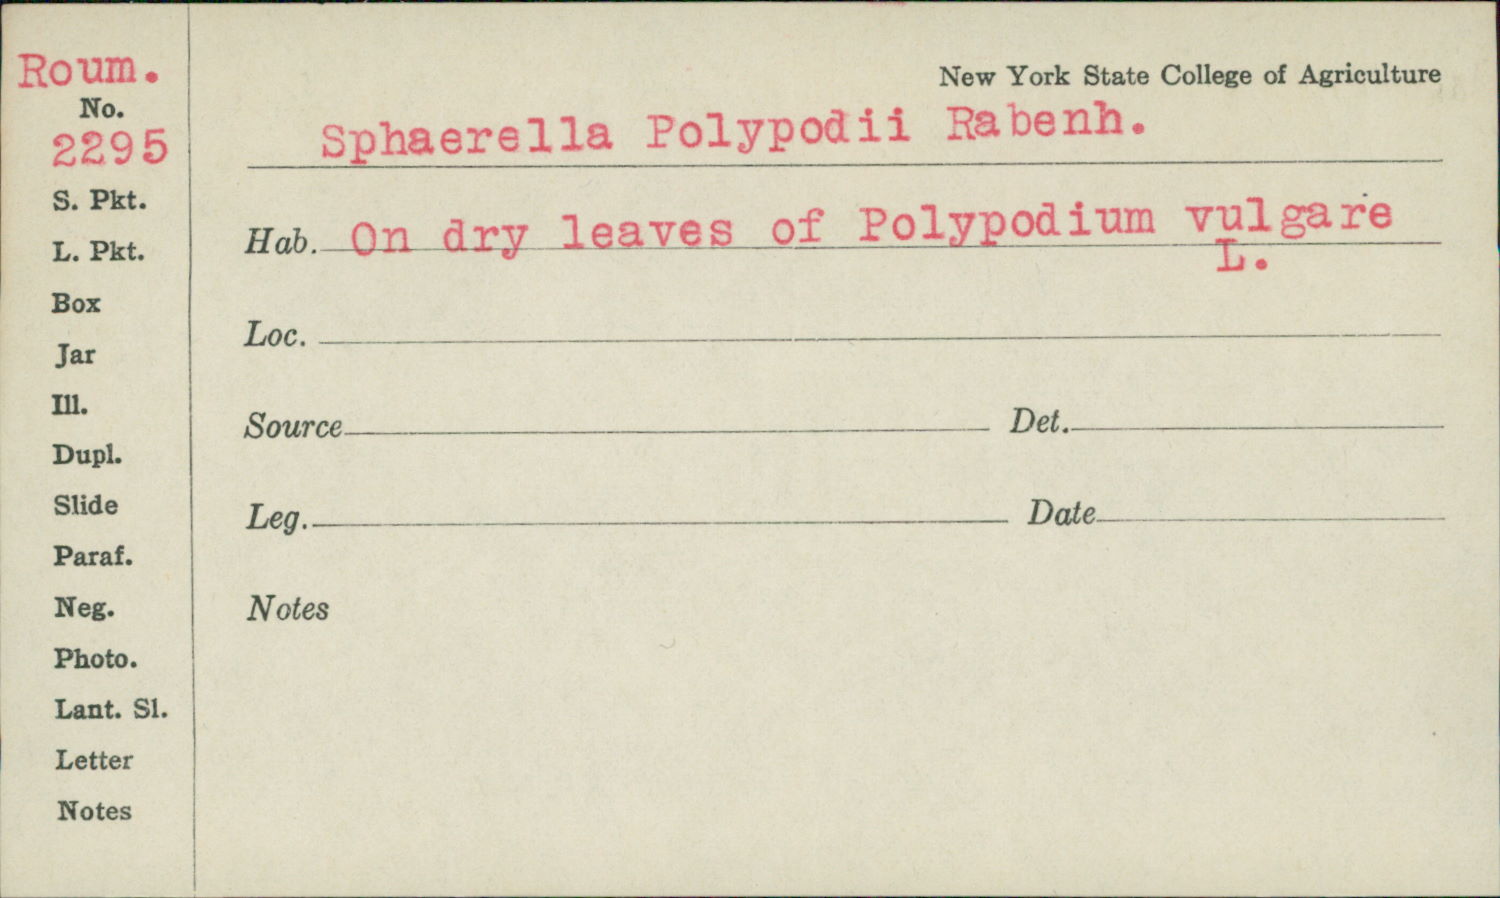 Roum.
No.
2295
S. Pkt.
L. Pkt.
Box
Jar
Ill.
Dupl.
Slide
Paraf.
Neg.
Photo.
Lant. Sl.
Letter
Notes
New York State College of Agriculture
Sphaerella Polypodii Rabenh.
Hab. On dry leaves of Polypodium vulgare
L.
Loc.
Source Det.
Leg. Date
Notes